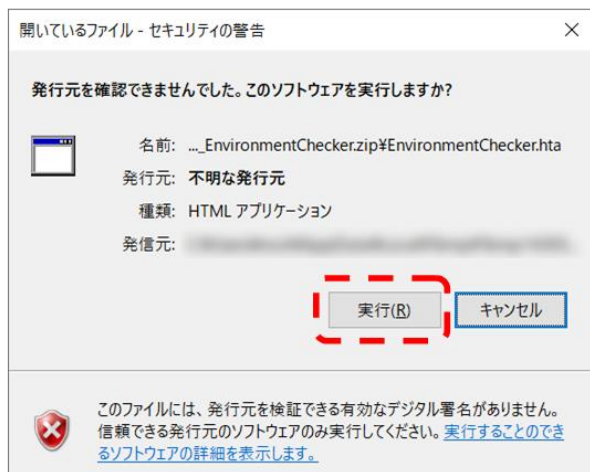 開いているファイル - セキュリティの警告
発行元を確認できませんでした。このソフトウェアを実行しますか?
名前: ..._EnvironmentChecker.zip¥EnvironmentChecker.hta
発行元: 不明な発行元
種類: HTML アプリケーション
発信元:
実行(R) キャンセル
このファイルには、発行元を検証できる有効なデジタル署名がありません。
信頼できる発行元のソフトウェアのみ実行してください。実行することのでき
るソフトウェアの詳細を表示します。